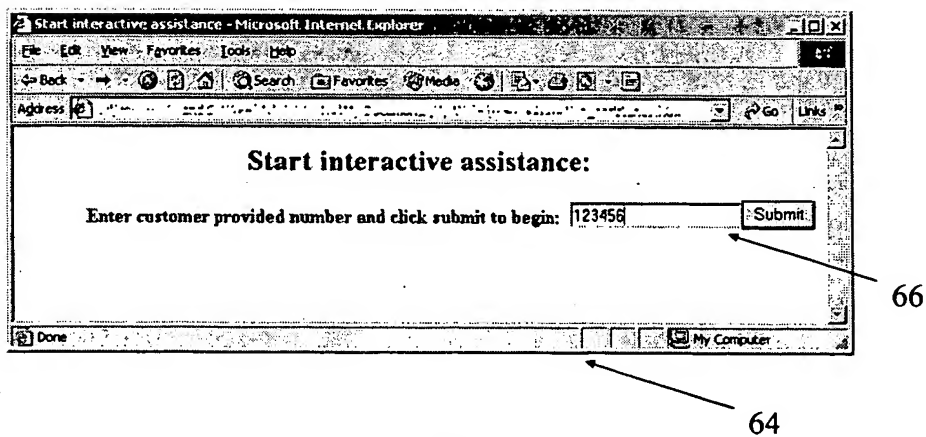 Start interactive assistance - Microsoft Internet Explorer
File Edit View Favorites Tools Help
Back Search Favorites Media
Address Go Links »
Start interactive assistance:
Enter customer provided number and click submit to begin: 123456 Submit
66
Done My Computer
64